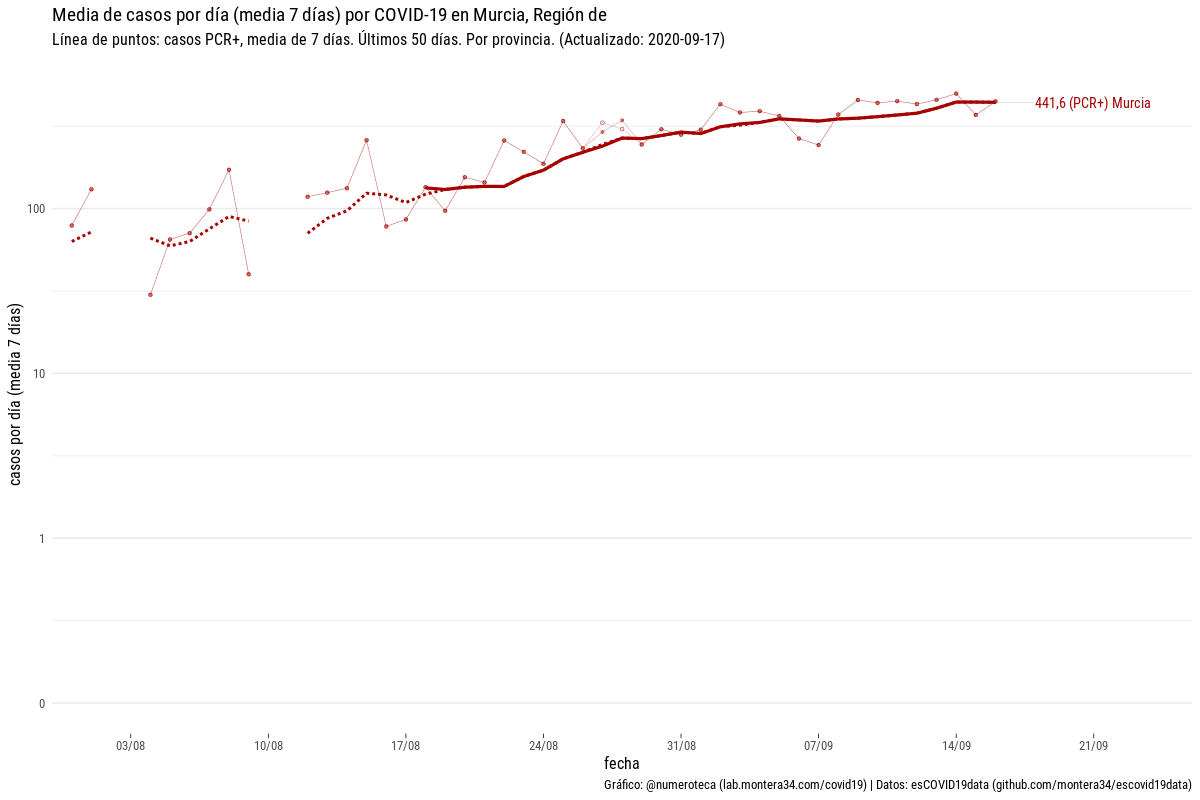 Media de casos por día (media 7 días) por COVID-19 en Murcia, Región de
Línea de puntos: casos PCR+, media de 7 días. Últimos 50 días. Por provincia. (Actualizado: 2020-09-17)
441,6 (PCR+) Murcia
100
10
1
0
casos por día (media 7 días)
03/08 10/08 17/08 24/08 31/08 07/09 14/09 21/09
fecha
Gráfico: @numeroteca (lab.montera34.com/covid19) | Datos: esCOVID19data (github.com/montera34/escovid19data)